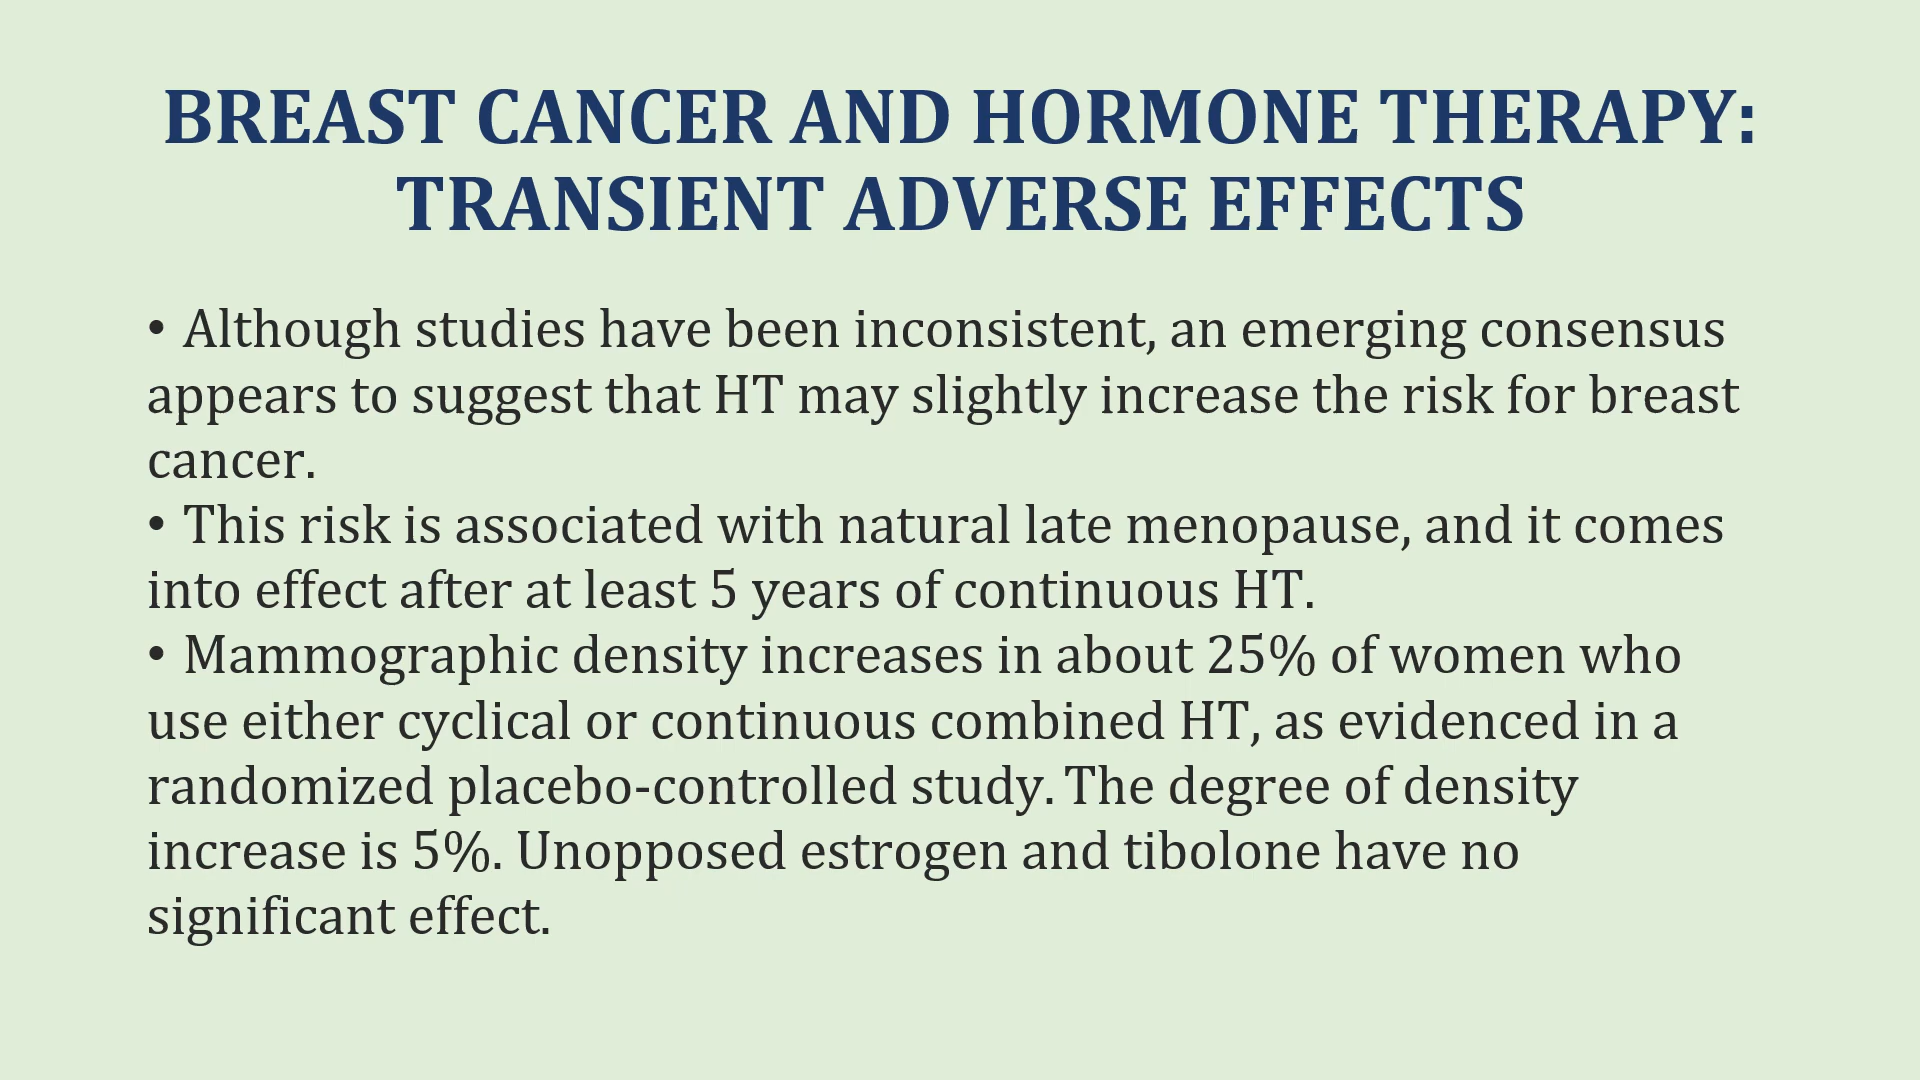 BREAST CANCER AND HORMONE THERAPY:
TRANSIENT ADVERSE EFFECTS
• Although studies have been inconsistent, an emerging consensus
appears to suggest that HT may slightly increase the risk for breast
cancer.
• This risk is associated with natural late menopause, and it comes
into effect after at least 5 years of continuous HT.
• Mammographic density increases in about 25% of women who
use either cyclical or continuous combined HT, as evidenced in a
randomized placebo-controlled study. The degree of density
increase is 5%. Unopposed estrogen and tibolone have no
significant effect.